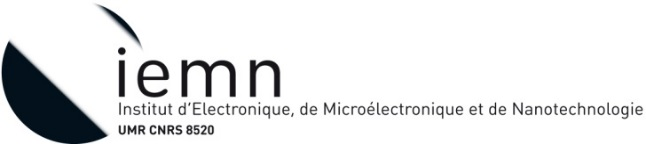 iemn
Institut d'Electronique, de Microélectronique et de Nanotechnologie
UMR CNRS 8520